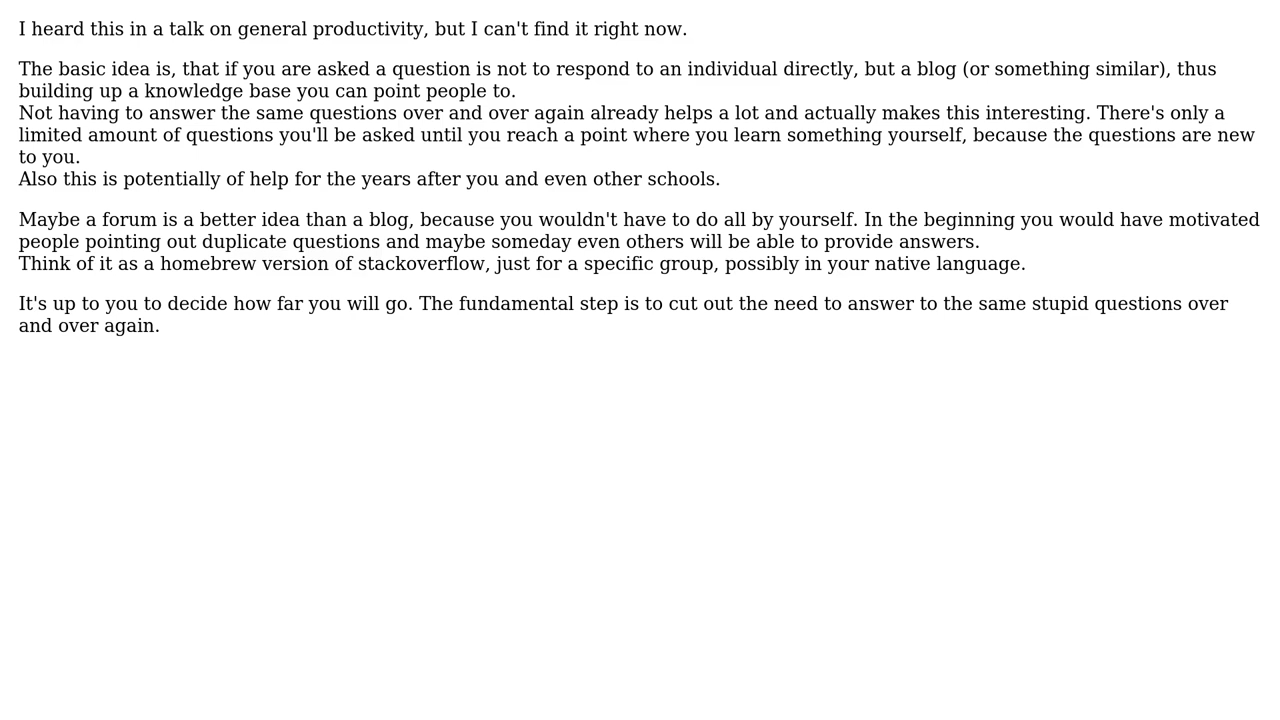 I heard this in a talk on general productivity, but I can't find it right now.
The basic idea is, that if you are asked a question is not to respond to an individual directly, but a blog (or something similar), thus
building up a knowledge base you can point people to.
Not having to answer the same questions over and over again already helps a lot and actually makes this interesting. There's only a
limited amount of questions you'll be asked until you reach a point where you learn something yourself, because the questions are new
to you.
Also this is potentially of help for the years after you and even other schools.
Maybe a forum is a better idea than a blog, because you wouldn't have to do all by yourself. In the beginning you would have motivated
people pointing out duplicate questions and maybe someday even others will be able to provide answers.
Think of it as a homebrew version of stackoverflow, just for a specific group, possibly in your native language.
It's up to you to decide how far you will go. The fundamental step is to cut out the need to answer to the same stupid questions over
and over again.